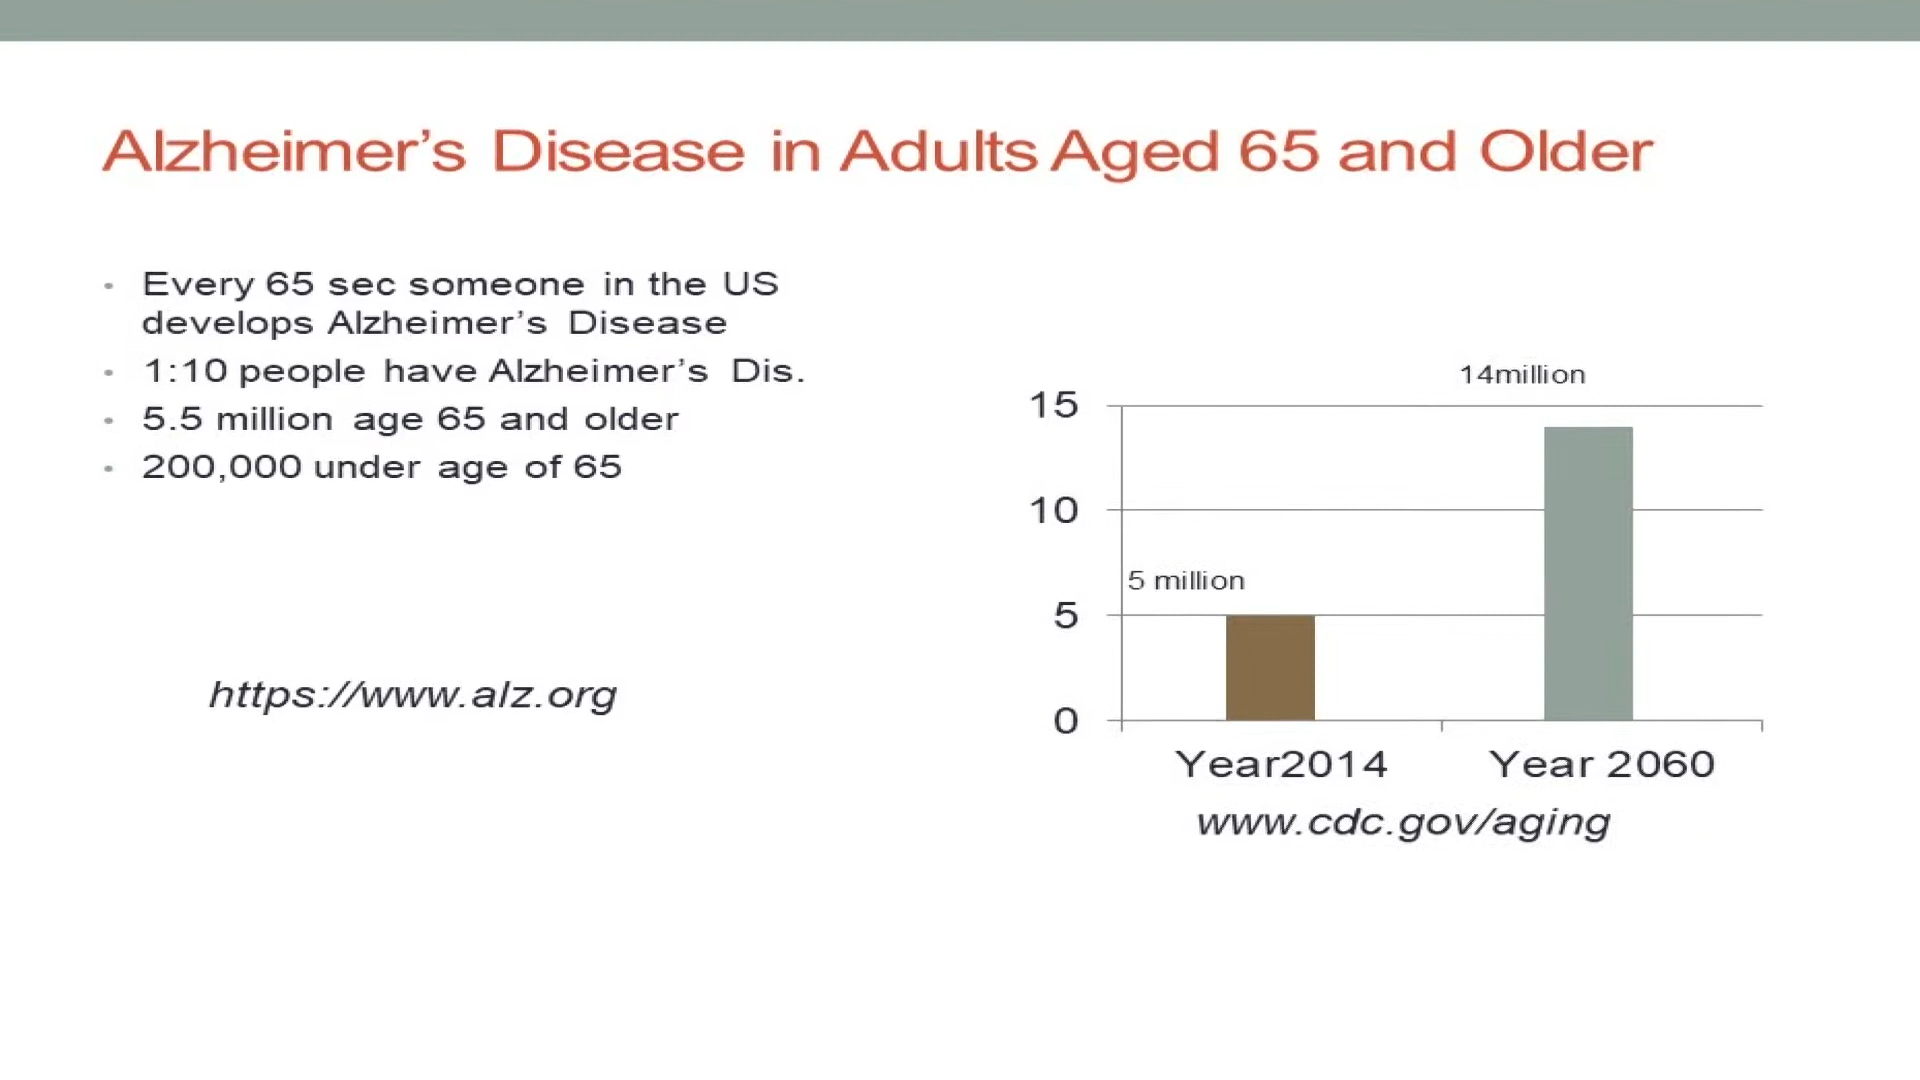 Alzheimer’s Disease in Adults Aged 65 and Older
• Every 65 sec someone in the US
develops Alzheimer’s Disease
• 1:10 people have Alzheimer’s Dis.
• 5.5 million age 65 and older
• 200,000 under age of 65
https://www.alz.org
14million
15
10
5 million
5
0
Year2014 Year 2060
www.cdc.gov/aging